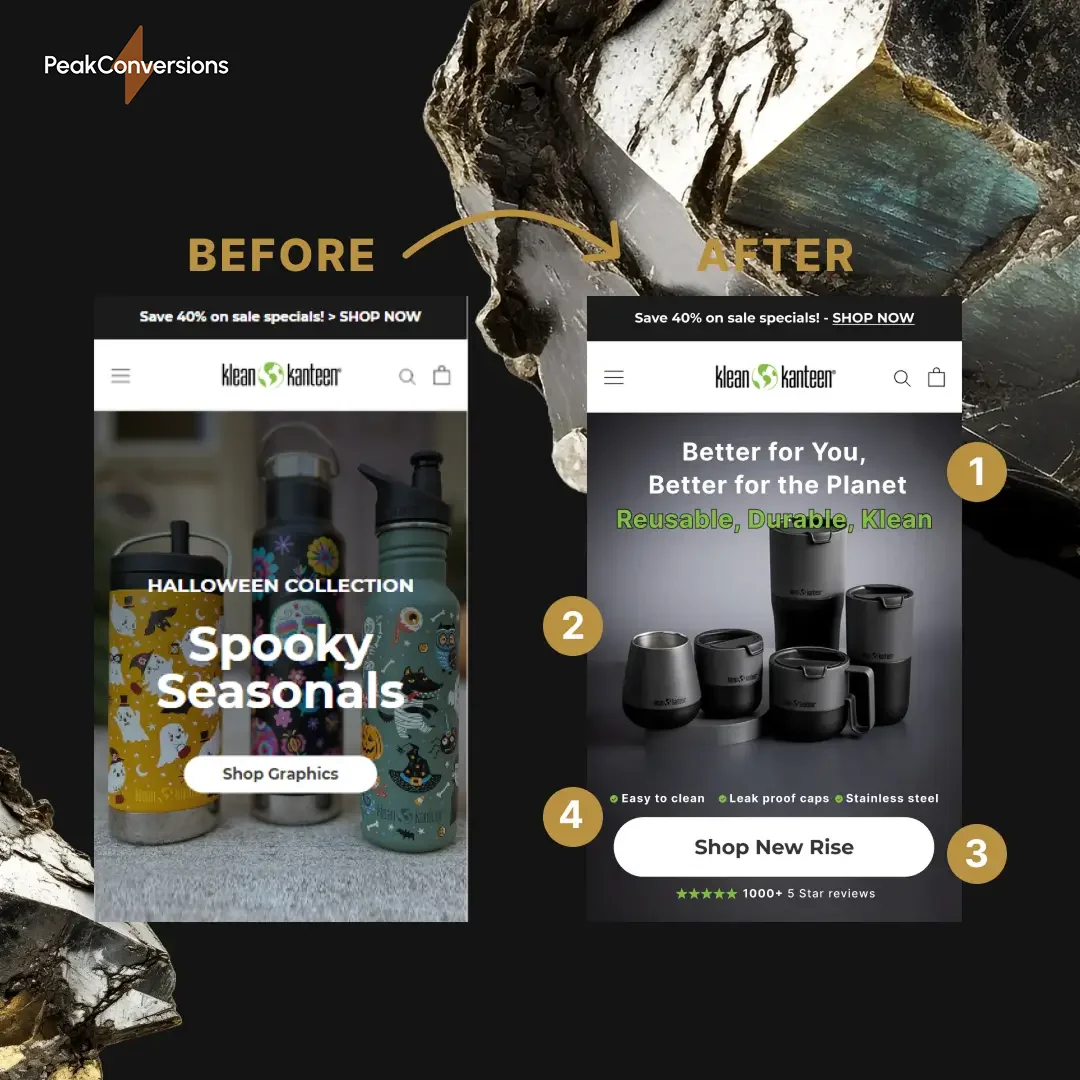 PeakConversions
BEFORE
AFTER
Save 40% on sale specials! > SHOP NOW
klean kanteen
HALLOWEEN COLLECTION
Spooky
Seasonals
Shop Graphics
Save 40% on sale specials! - SHOP NOW
klean kanteen
Better for You,
Better for the Planet
Reusable, Durable, Klean
1
2
Easy to clean
Leak proof caps
Stainless steel
4
Shop New Rise
3
1000+ 5 Star reviews